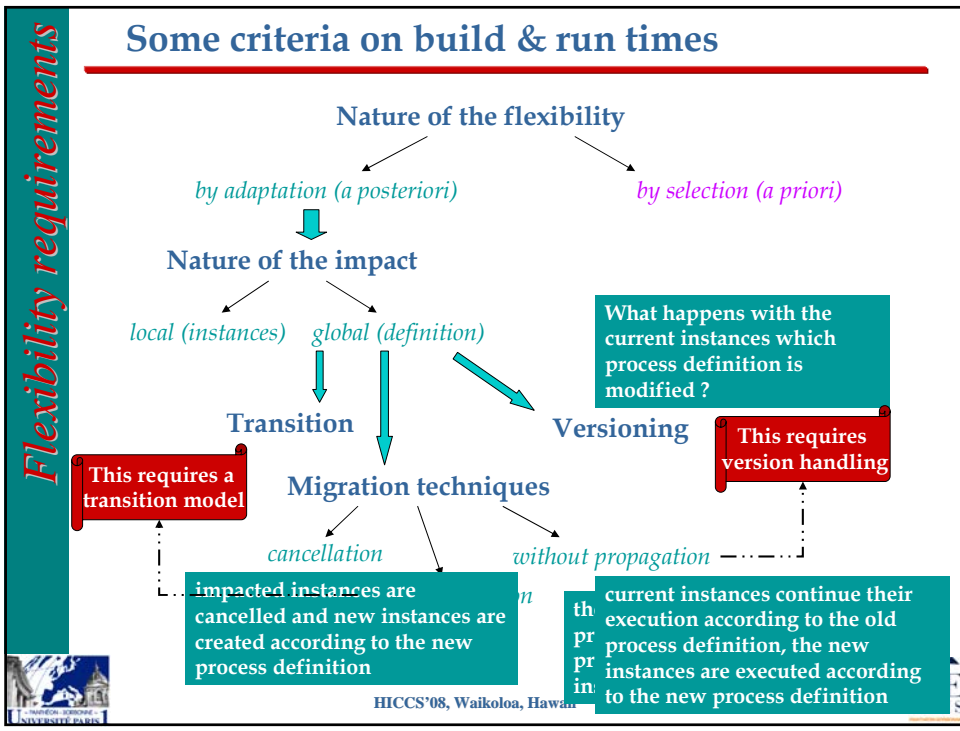 Flexibility requirements
Some criteria on build & run times
Nature of the flexibility
by adaptation (a posteriori)
by selection (a priori)
Nature of the impact
local (instances)
global (definition)
What happens with the
current instances which
process definition is
modified ?
Transition
Versioning
This requires
version handling
This requires a
transition model
Migration techniques
cancellation
without propagation
impacted instances are
cancelled and new instances are
created according to the new
process definition
current instances continue their
execution according to the old
process definition, the new
instances are executed according
to the new process definition
HICCS'08, Waikoloa, Hawaii
PANTHÉON - SORBONNE
UNIVERSITÉ PARIS I